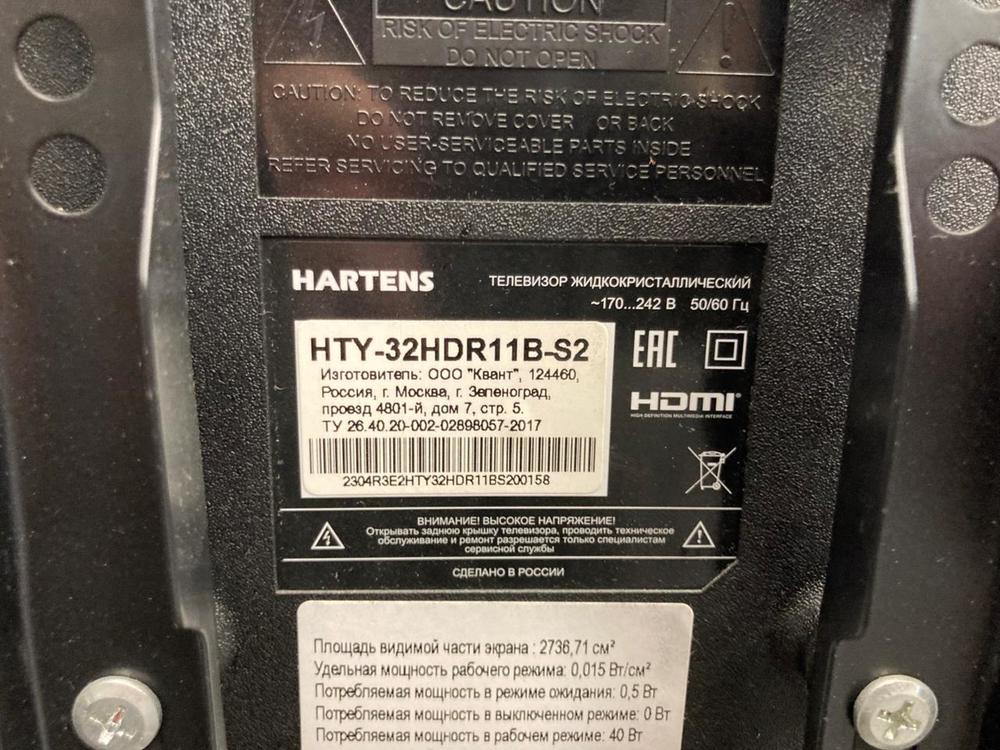 CAUTION
RISK OF ELECTRIC SHOCK
DO NOT OPEN
CAUTION: TO REDUCE THE RISK OF ELECTRIC SHOCK
DO NOT REMOVE COVER OR BACK
NO USER-SERVICEABLE PARTS INSIDE
REFER SERVICING TO QUALIFIED SERVICE PERSONNEL
HARTENS
ТЕЛЕВИЗОР ЖИДКОКРИСТАЛЛИЧЕСКИЙ
~170...242 В 50/60 Гц
HTY-32HDR11B-S2
Изготовитель: ООО "Квант", 124460,
Россия, г. Москва, г. Зеленоград,
проезд 4801-й, дом 7, стр. 5.
ТУ 26.40.20-002-02898057-2017
2304R3E2HTY32HDR11BS200158
EAC
HDMI
HIGH-DEFINITION MULTIMEDIA INTERFACE
ВНИМАНИЕ! ВЫСОКОЕ НАПРЯЖЕНИЕ!
Открывать заднюю крышку телевизора, проводить техническое
обслуживание и ремонт разрешается только специалистам
сервисной службы
СДЕЛАНО В РОССИИ
Площадь видимой части экрана : 2736,71 см²
Удельная мощность рабочего режима: 0,015 Вт/см²
Потребляемая мощность в режиме ожидания: 0,5 Вт
Потребляемая мощность в выключенном режиме: 0 Вт
Потребляемая мощность в рабочем режиме: 40 Вт